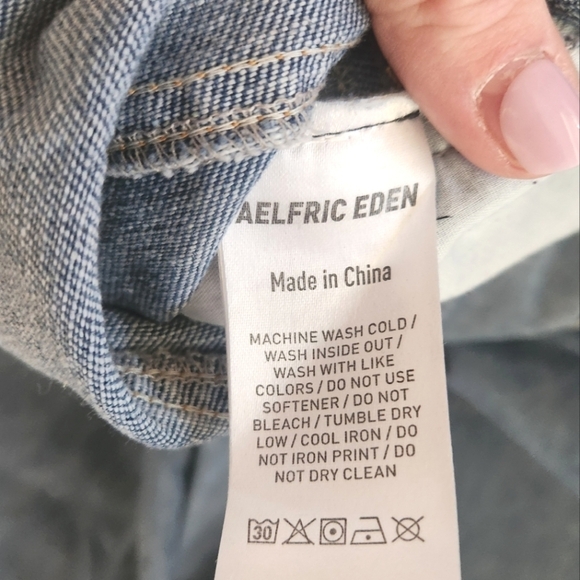 AELFRIC EDEN
Made in China
MACHINE WASH COLD /
WASH INSIDE OUT /
WASH WITH LIKE
COLORS / DO NOT USE
SOFTENER / DO NOT
BLEACH / TUMBLE DRY
LOW / COOL IRON / DO
NOT IRON PRINT / DO
NOT DRY CLEAN
30